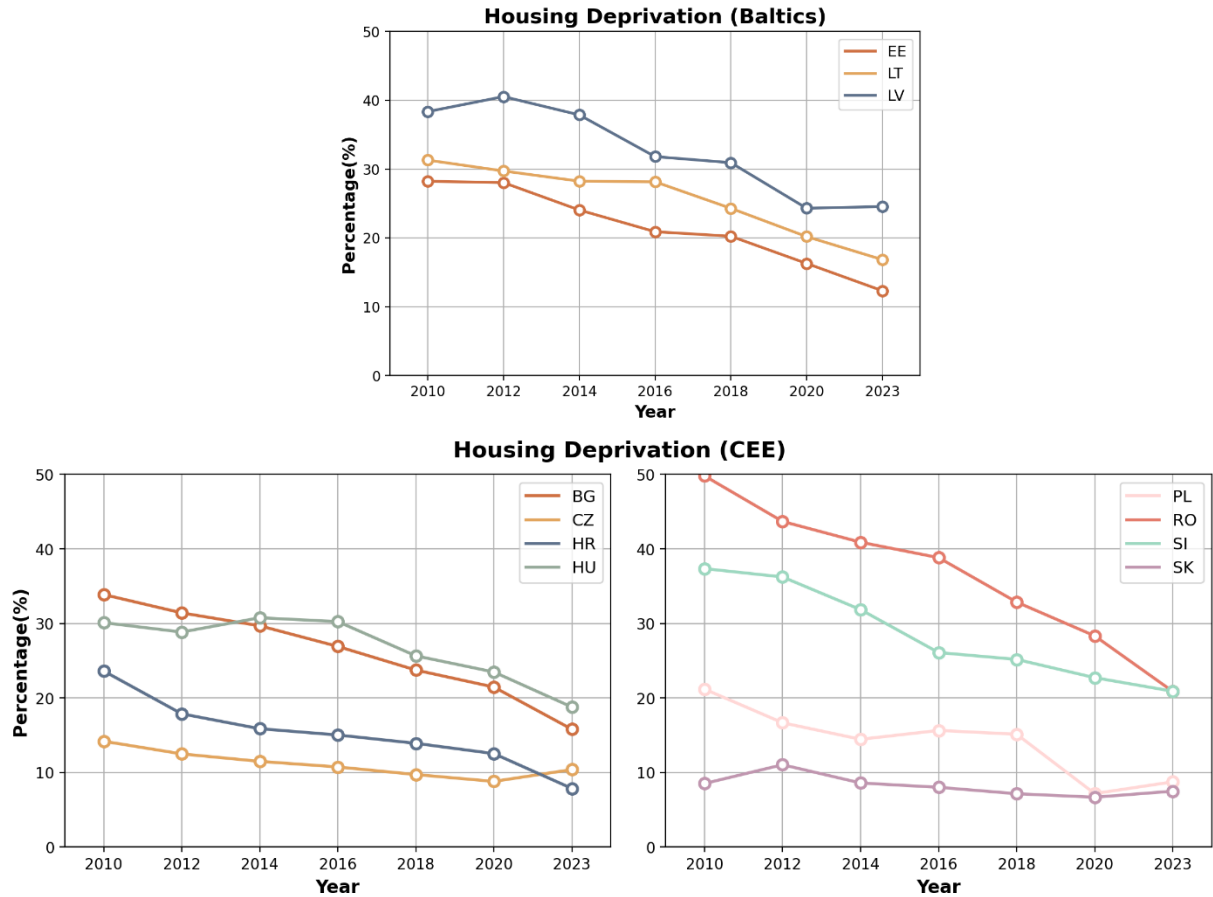 Housing Deprivation (Baltics)
50
40
30
20
10
0
Percentage(%)
EE
LT
LV
2010 2012 2014 2016 2018 2020 2023
Year
Housing Deprivation (CEE)
50
40
30
20
10
0
Percentage(%)
BG
CZ
HR
HU
2010 2012 2014 2016 2018 2020 2023
Year
50
40
30
20
10
0
PL
RO
SI
SK
2010 2012 2014 2016 2018 2020 2023
Year